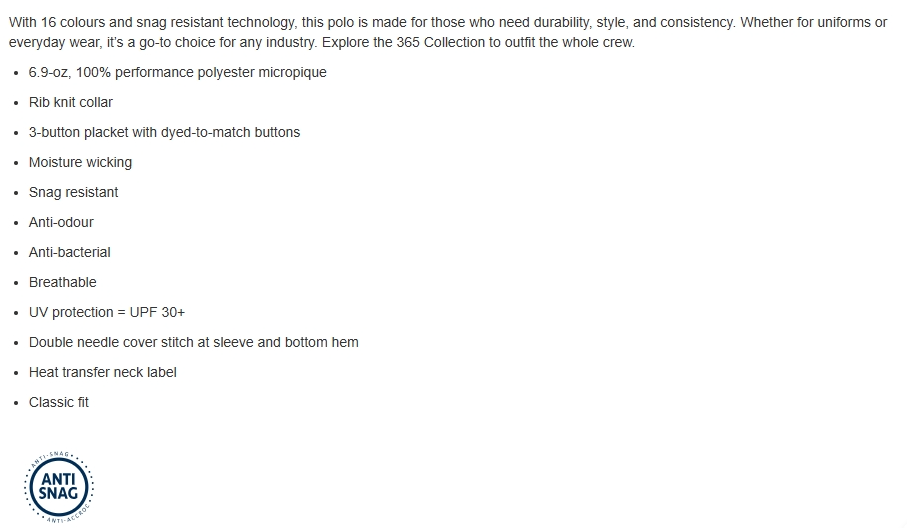 With 16 colours and snag resistant technology, this polo is made for those who need durability, style, and consistency. Whether for uniforms or
everyday wear, it's a go-to choice for any industry. Explore the 365 Collection to outfit the whole crew.
• 6.9-oz, 100% performance polyester micropique
• Rib knit collar
• 3-button placket with dyed-to-match buttons
• Moisture wicking
• Snag resistant
• Anti-odour
• Anti-bacterial
• Breathable
• UV protection = UPF 30+
• Double needle cover stitch at sleeve and bottom hem
• Heat transfer neck label
• Classic fit
ANTI-SNAG
ANTI
SNAG
ANTI-ACCROC